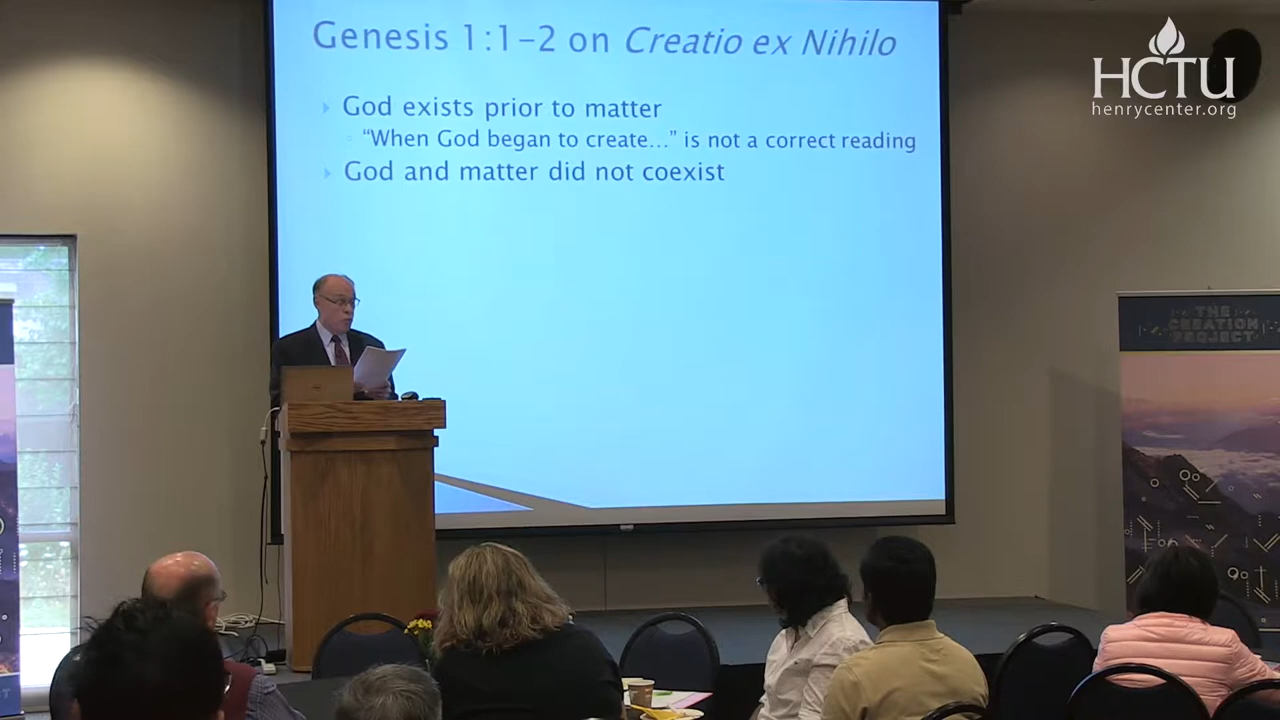 Genesis 1:1-2 on Creatio ex Nihilo
God exists prior to matter
“When God began to create...” is not a correct reading
God and matter did not coexist
HCTU
henrycenter.org
THE
CREATION
PROJECT